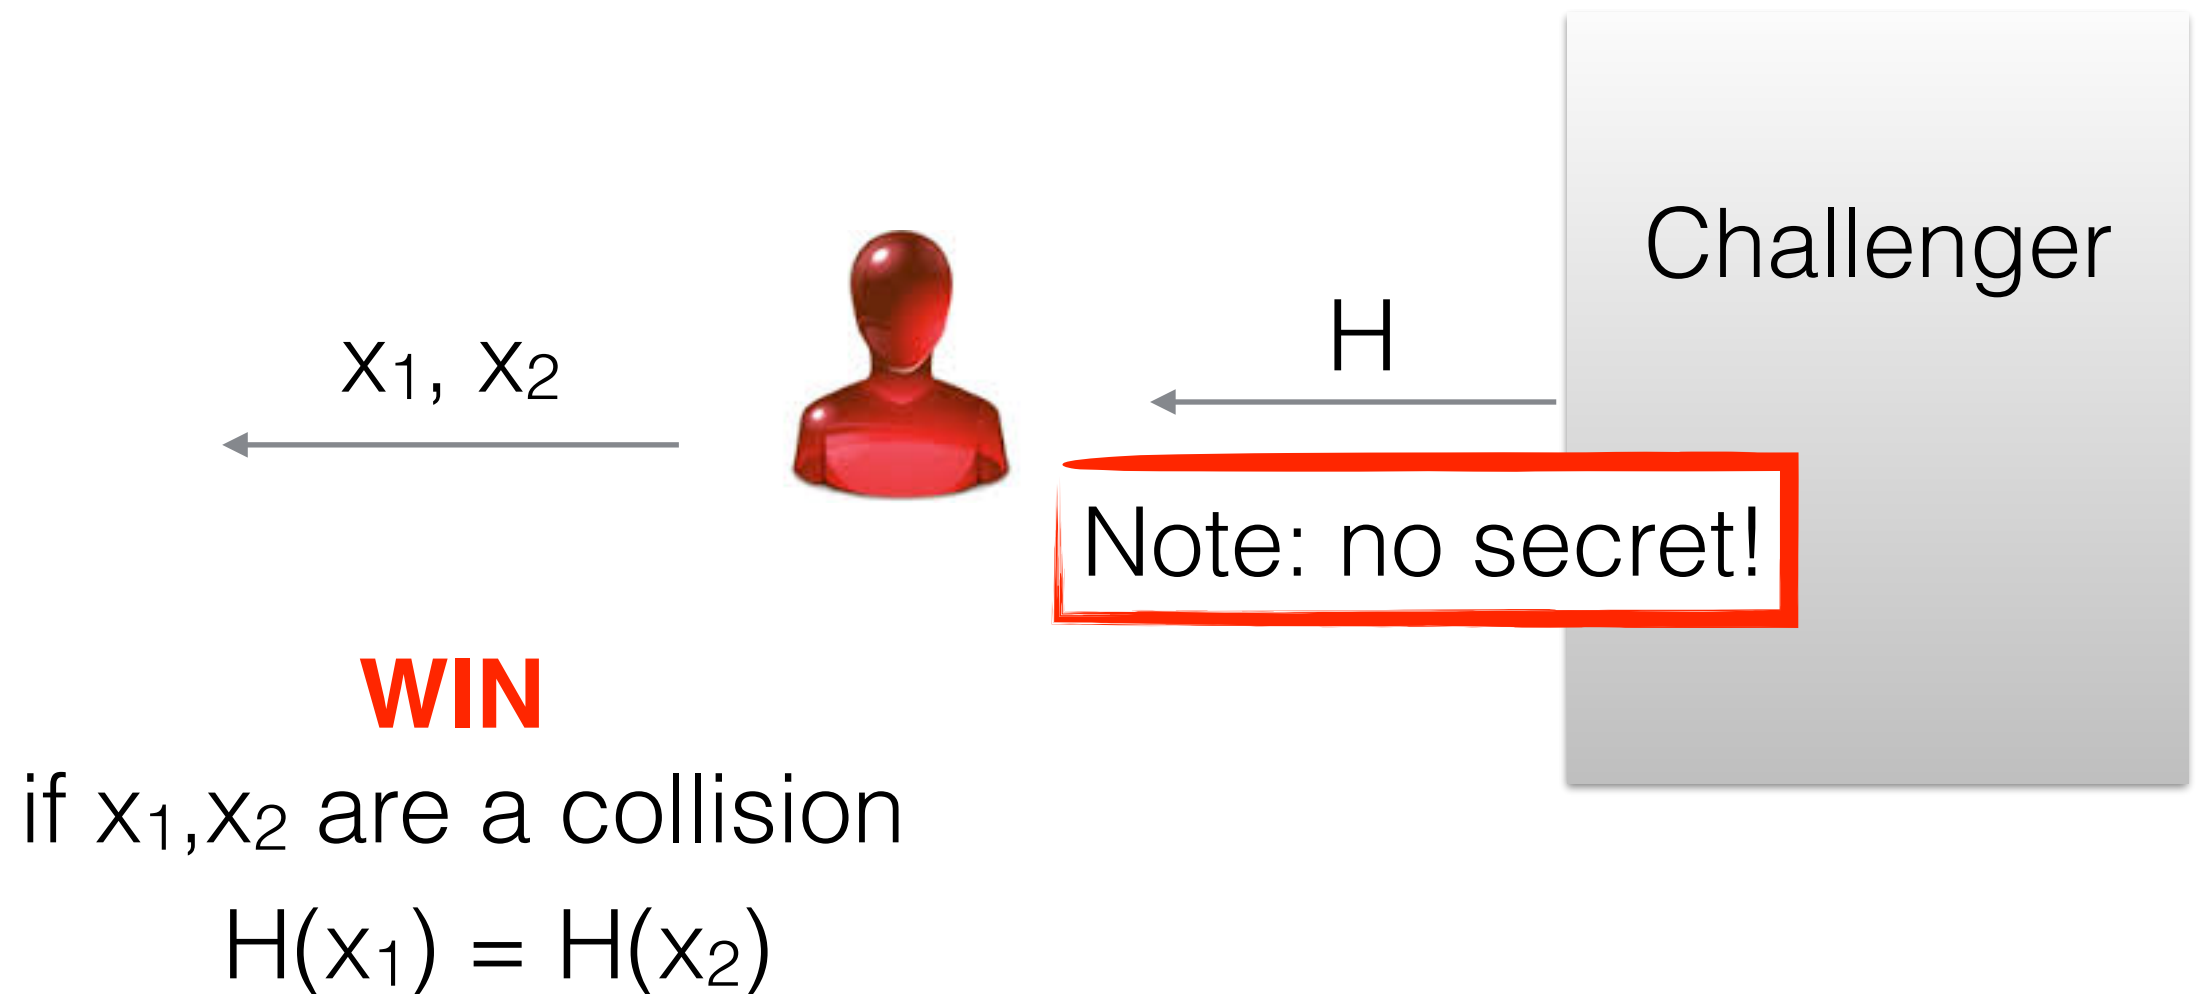 Challenger
H
x₁, x₂
Note: no secret!
WIN
if x₁,x₂ are a collision
H(x₁) = H(x₂)